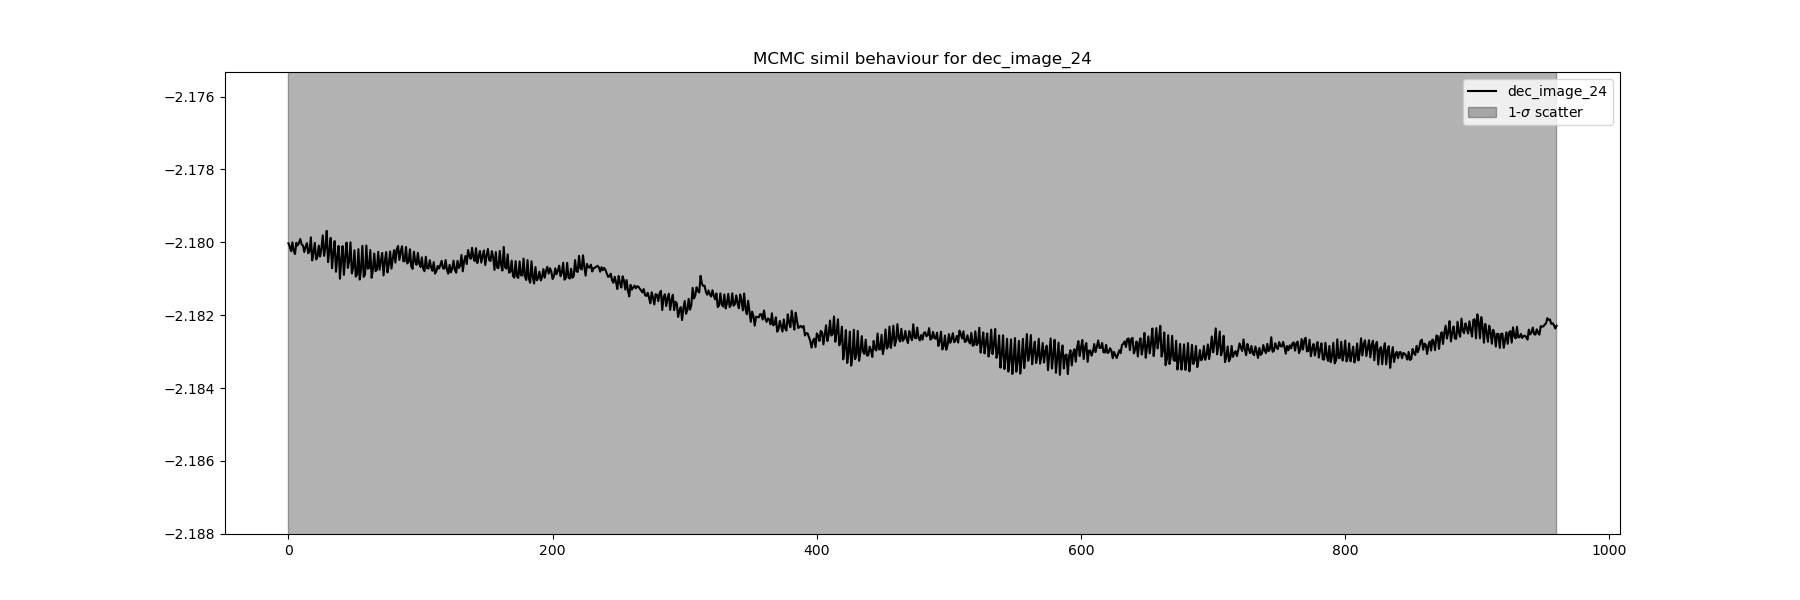 MCMC simil behaviour for dec_image_24
−2.176
−2.178
−2.180
−2.182
−2.184
−2.186
−2.188
dec_image_24
1-σ scatter
0 200 400 600 800 1000